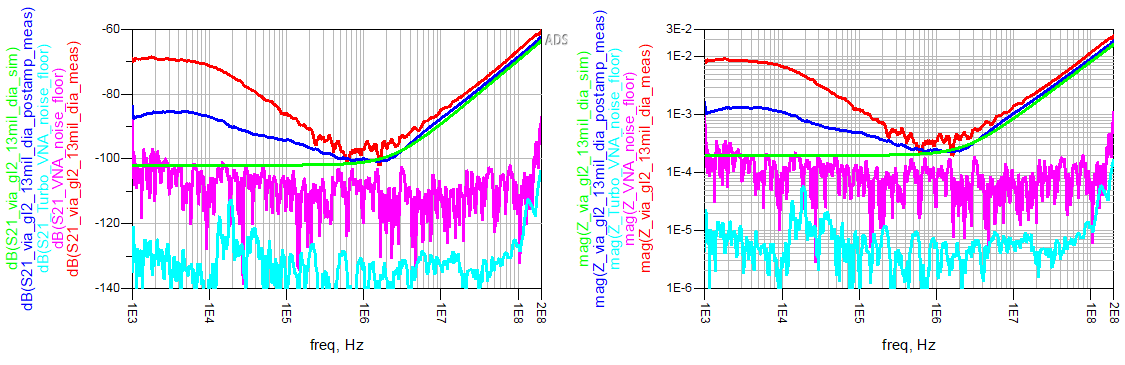 dB(S21_via_gl2_13mil_dia_sim)
dB(S21_via_gl2_13mil_dia_postamp_meas)
dB(S21_Turbo_VNA_noise_floor)
dB(S21_VNA_noise_floor)
dB(S21_via_gl2_13mil_dia_meas)
-60
-80
-100
-120
-140
1E3
1E4
1E5
1E6
1E7
1E8
2E8
freq, Hz
ADS
mag(Z_via_gl2_13mil_dia_sim)
mag(Z_via_gl2_13mil_dia_postamp_meas)
mag(Z_Turbo_VNA_noise_floor)
mag(Z_VNA_noise_floor)
mag(Z_via_gl2_13mil_dia_meas)
3E-2
1E-2
1E-3
1E-4
1E-5
1E-6
1E3
1E4
1E5
1E6
1E7
1E8
2E8
freq, Hz